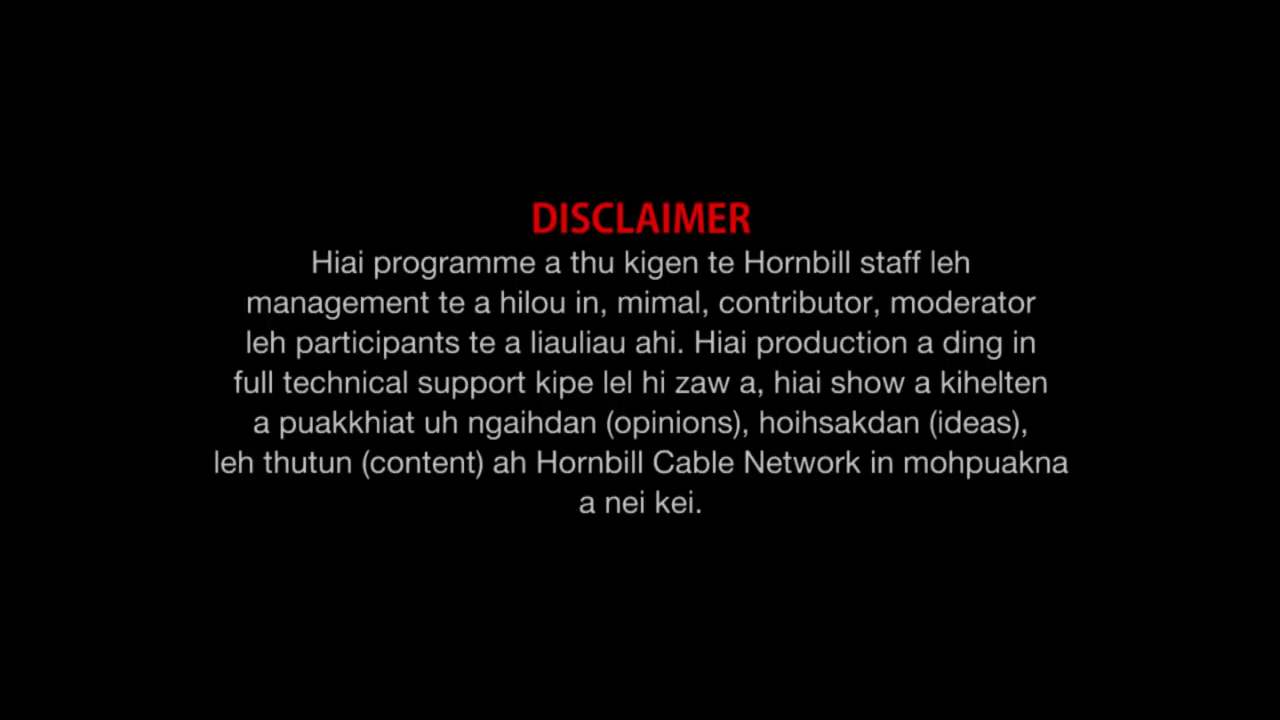 DISCLAIMER
Hiai programme a thu kigen te Hornbill staff leh
management te a hilou in, mimal, contributor, moderator
leh participants te a liauliau ahi. Hiai production a ding in
full technical support kipe lel hi zaw a, hiai show a kihelten
a puakkhiat uh ngaihdan (opinions), hoihsakdan (ideas),
leh thutun (content) ah Hornbill Cable Network in mohpuakna
a nei kei.